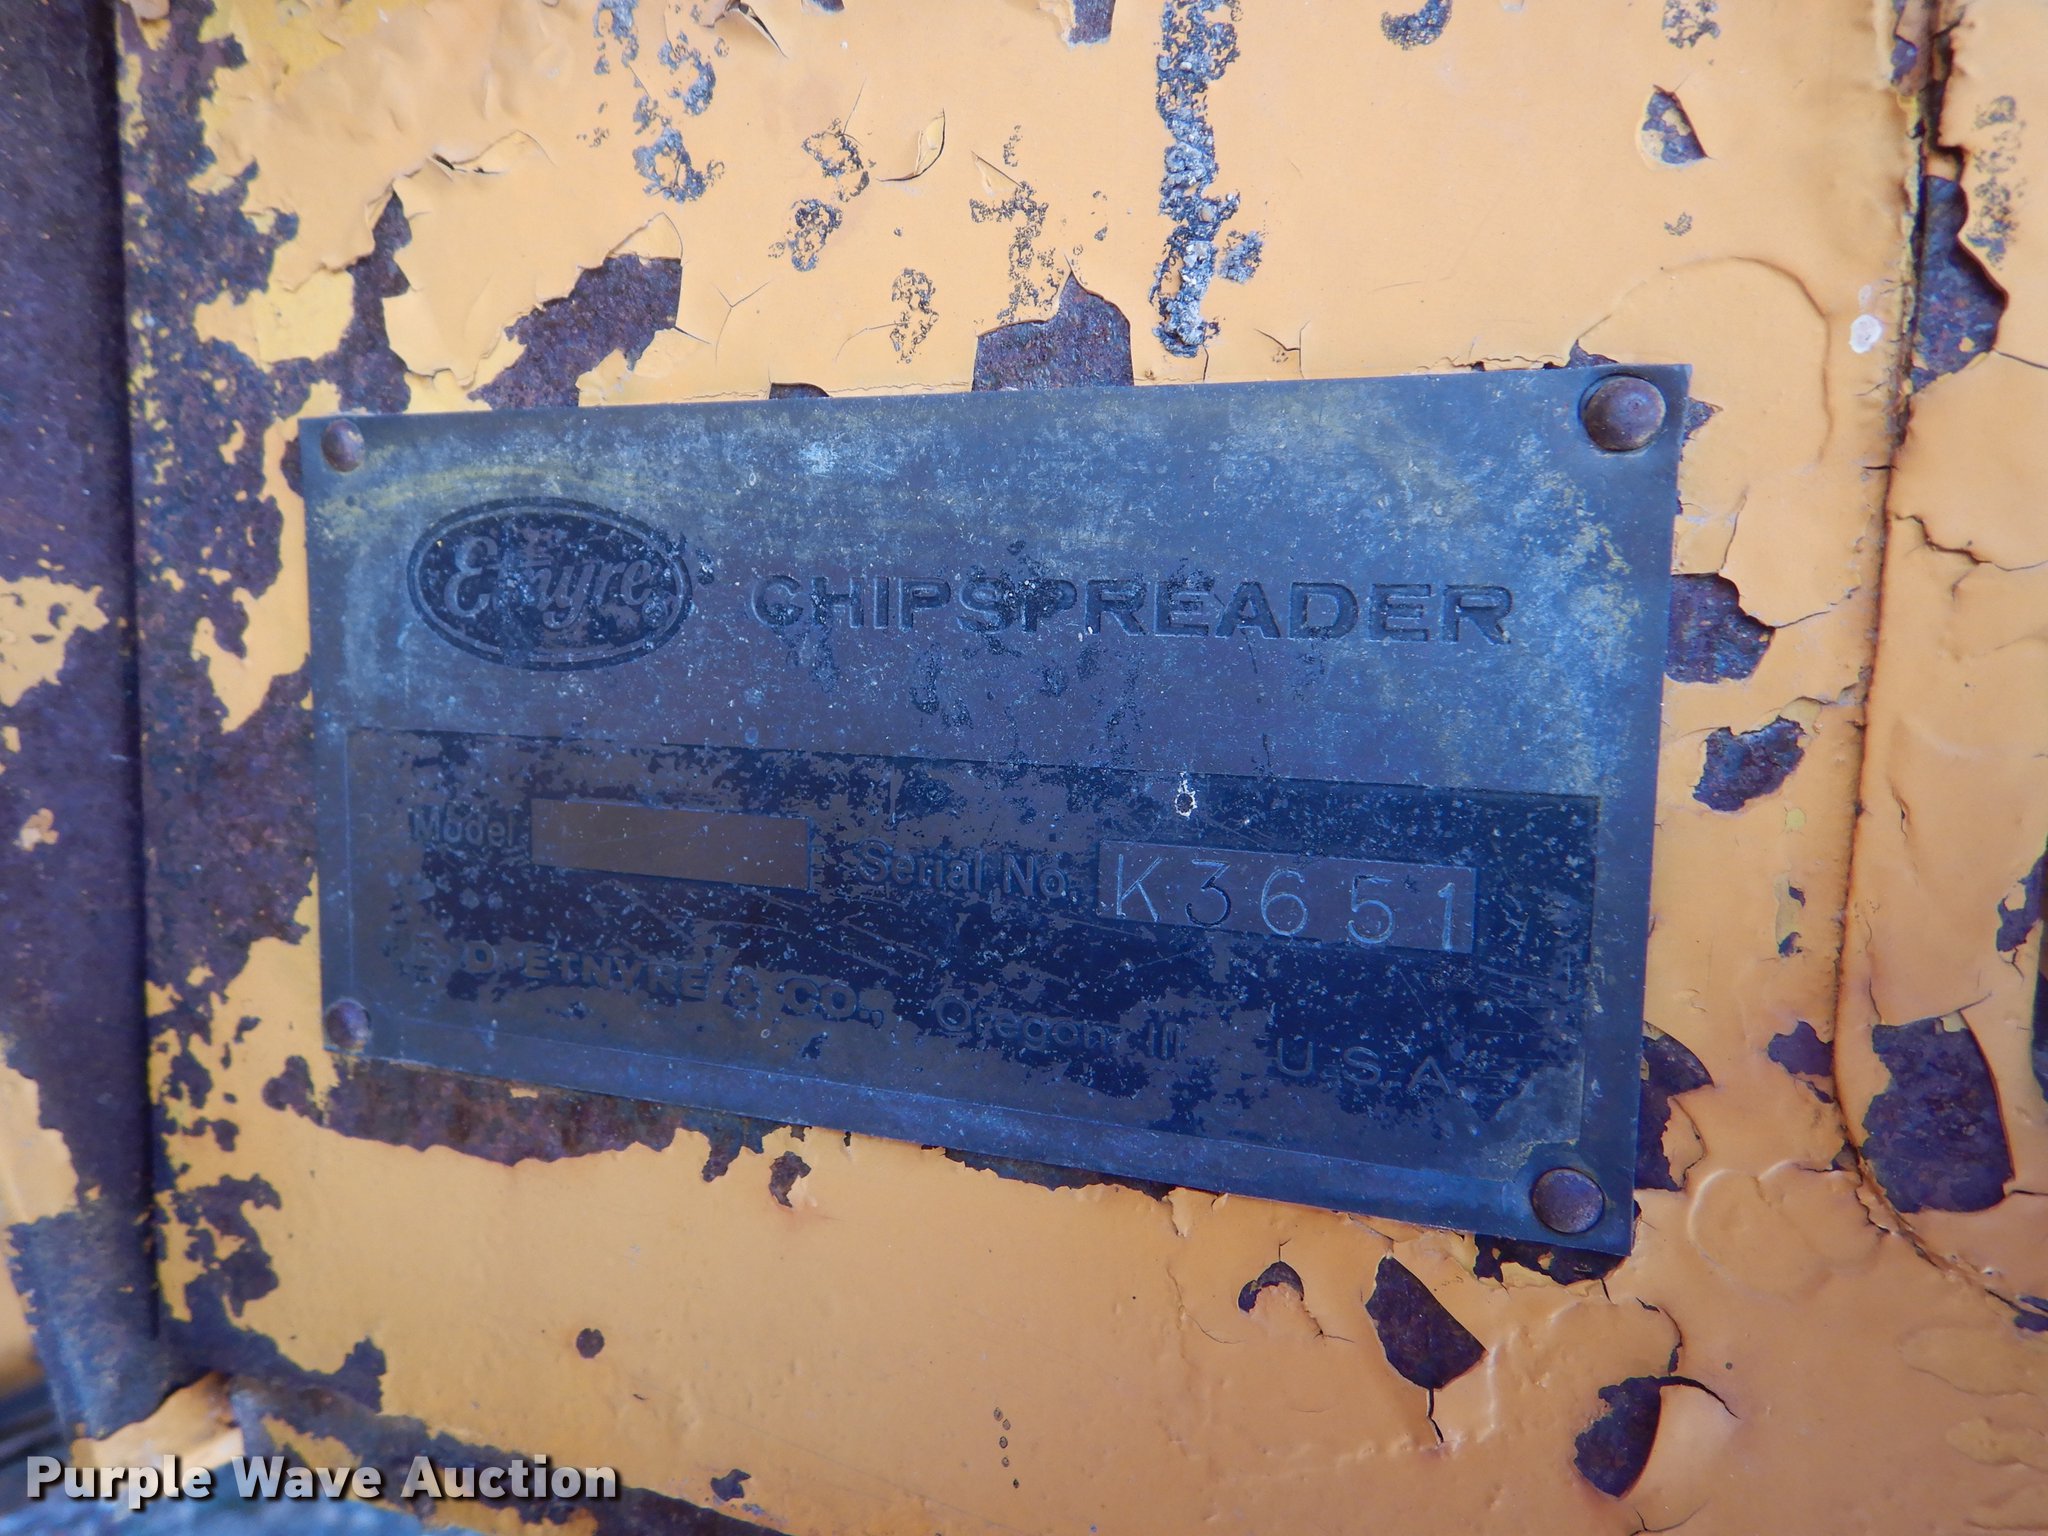 Etnyre CHIPSPREADER
Model Serial No. K3651
E. D. ETNYRE & CO., Oregon, Ill. U.S.A.
Purple Wave Auction